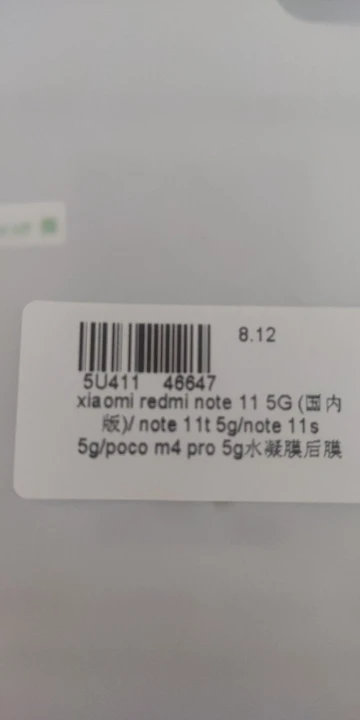 8.12
5U411 46647
xiaomi redmi note 11 5G (国内
版)/ note 11t 5g/note 11s
5g/poco m4 pro 5g水凝膜后膜